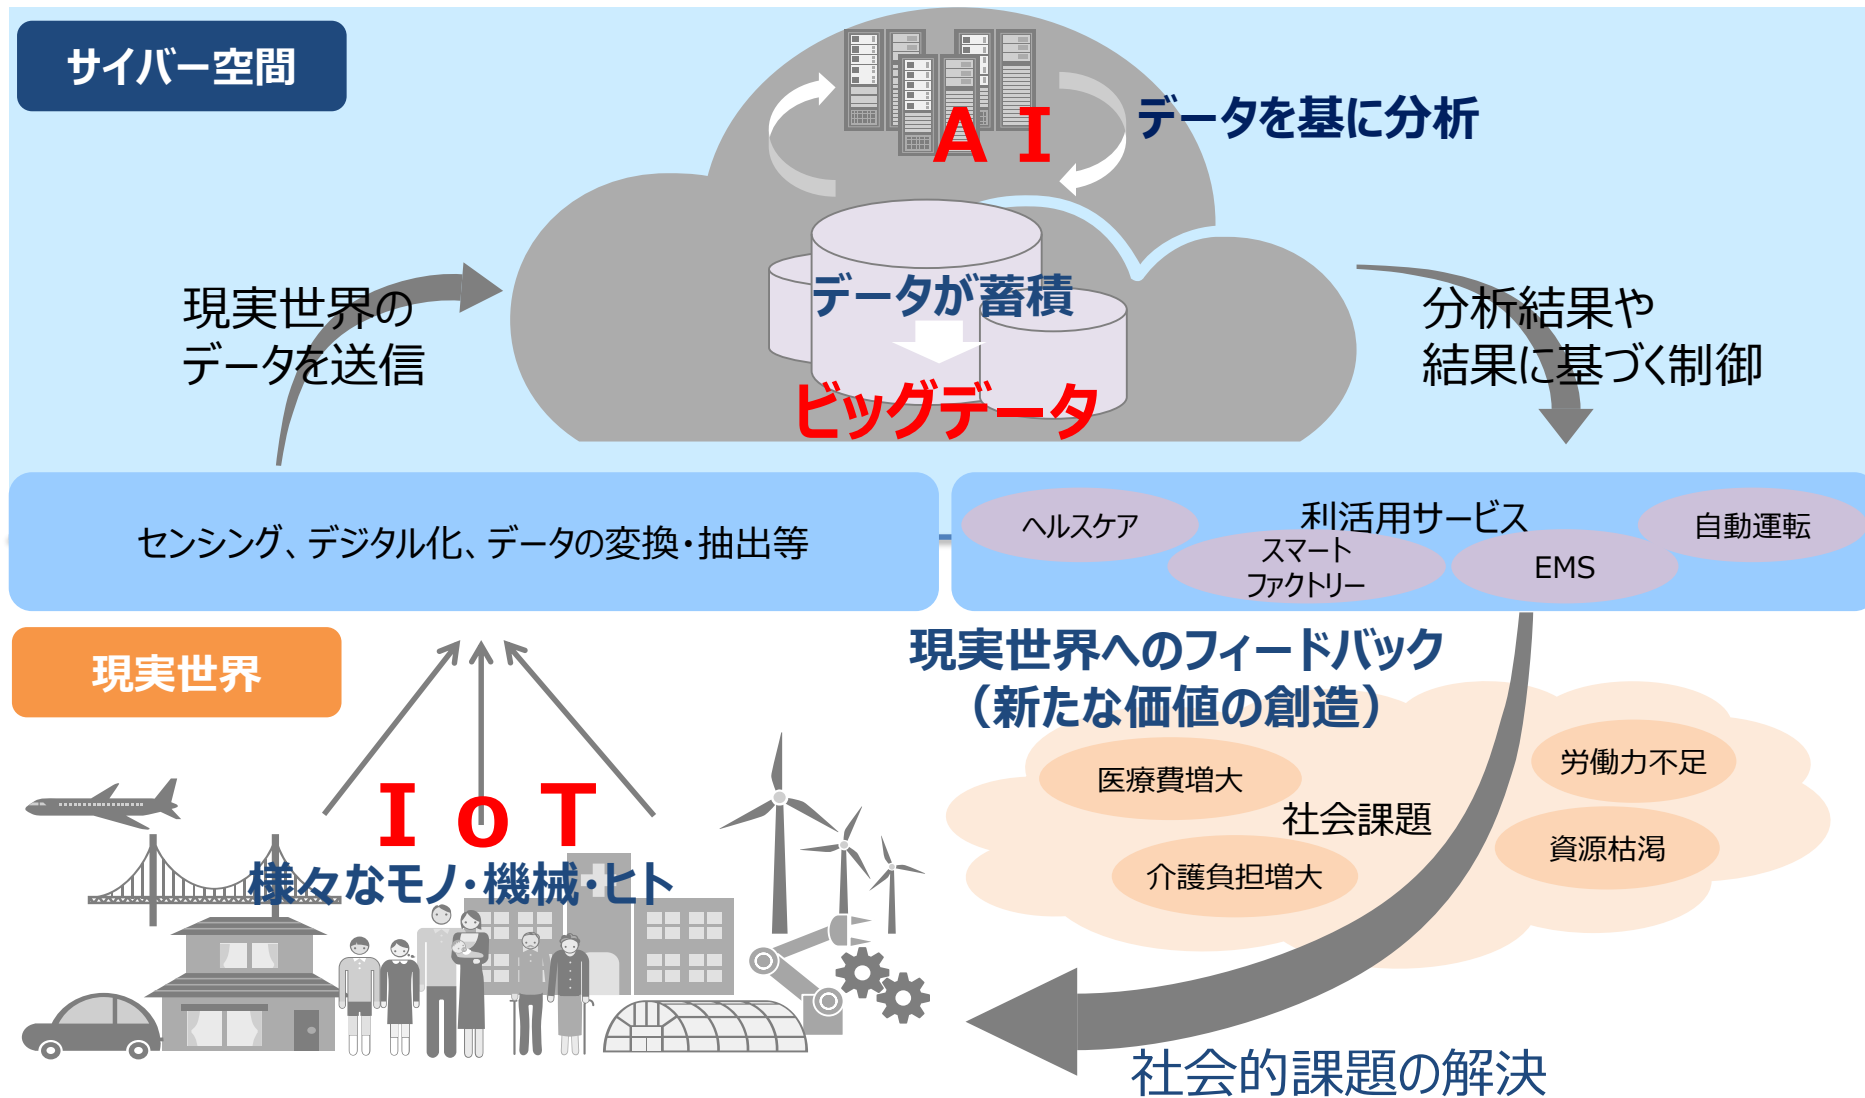 サイバー空間
AI
データを基に分析
現実世界の
データを送信
データが蓄積
ビッグデータ
分析結果や
結果に基づく制御
センシング、デジタル化、データの変換・抽出等
利活用サービス
ヘルスケア
スマート
ファクトリー
EMS
自動運転
現実世界
現実世界へのフィードバック
（新たな価値の創造）
IoT
様々なモノ・機械・ヒト
医療費増大
労働力不足
社会課題
介護負担増大
資源枯渇
社会的課題の解決